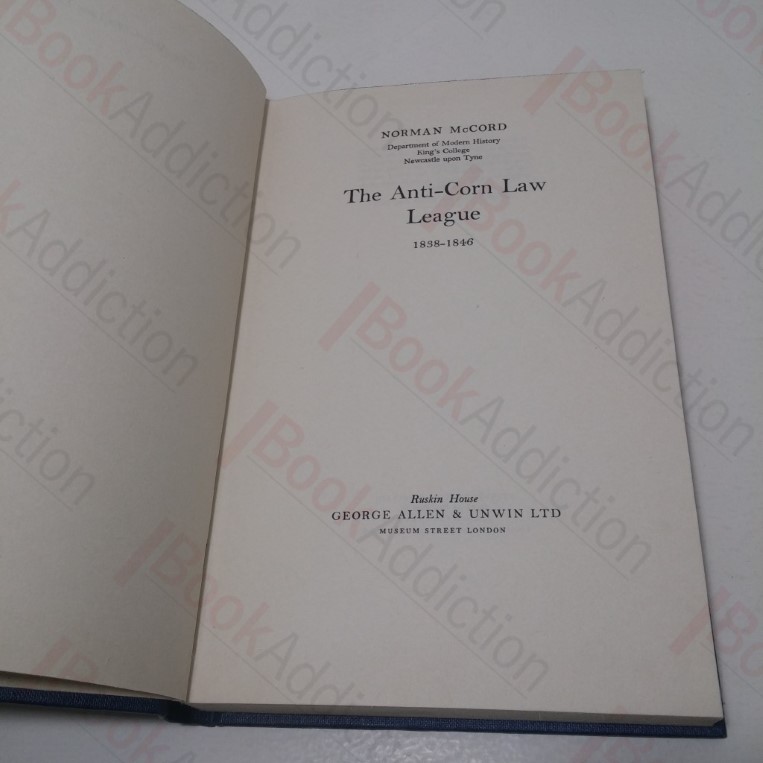 NORMAN McCORD
Department of Modern History
King's College
Newcastle upon Tyne
The Anti-Corn Law
League
1838-1846
Ruskin House
GEORGE ALLEN & UNWIN LTD
MUSEUM STREET LONDON
BookAddiction